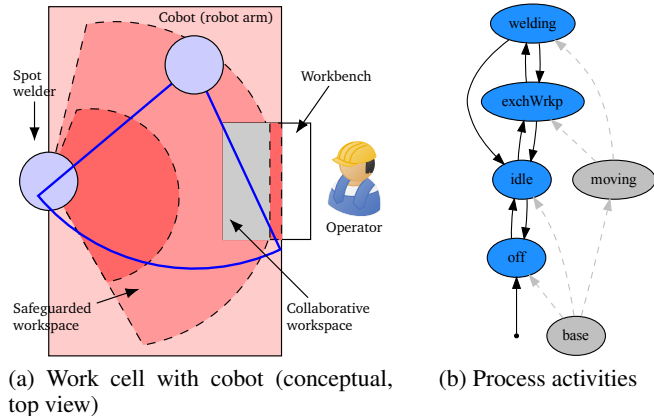 Cobot (robot arm)
Spot
welder
Workbench
Operator
Safeguarded
workspace
Collaborative
workspace
(a) Work cell with cobot (conceptual,
top view)
welding
exchWrkp
idle
moving
off
base
(b) Process activities